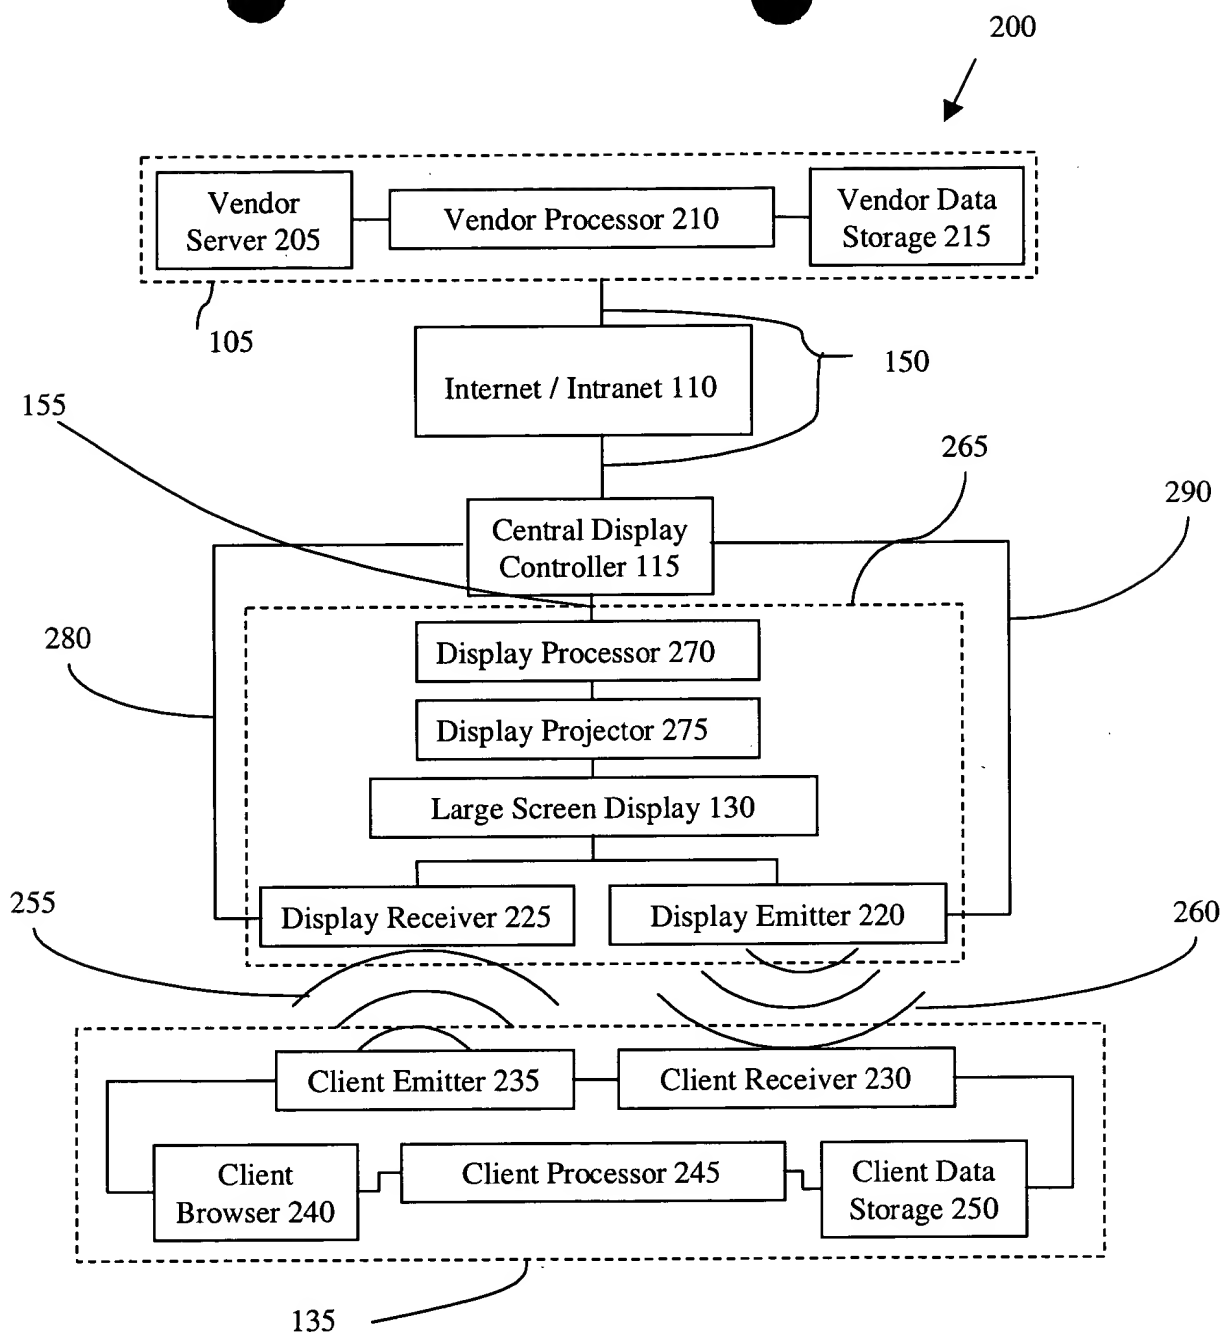 200
Vendor
Server 205
Vendor Processor 210
Vendor Data
Storage 215
105
150
Internet / Intranet 110
155
265
290
Central Display
Controller 115
280
Display Processor 270
Display Projector 275
Large Screen Display 130
255
Display Receiver 225
Display Emitter 220
260
Client Emitter 235
Client Receiver 230
Client
Browser 240
Client Processor 245
Client Data
Storage 250
135